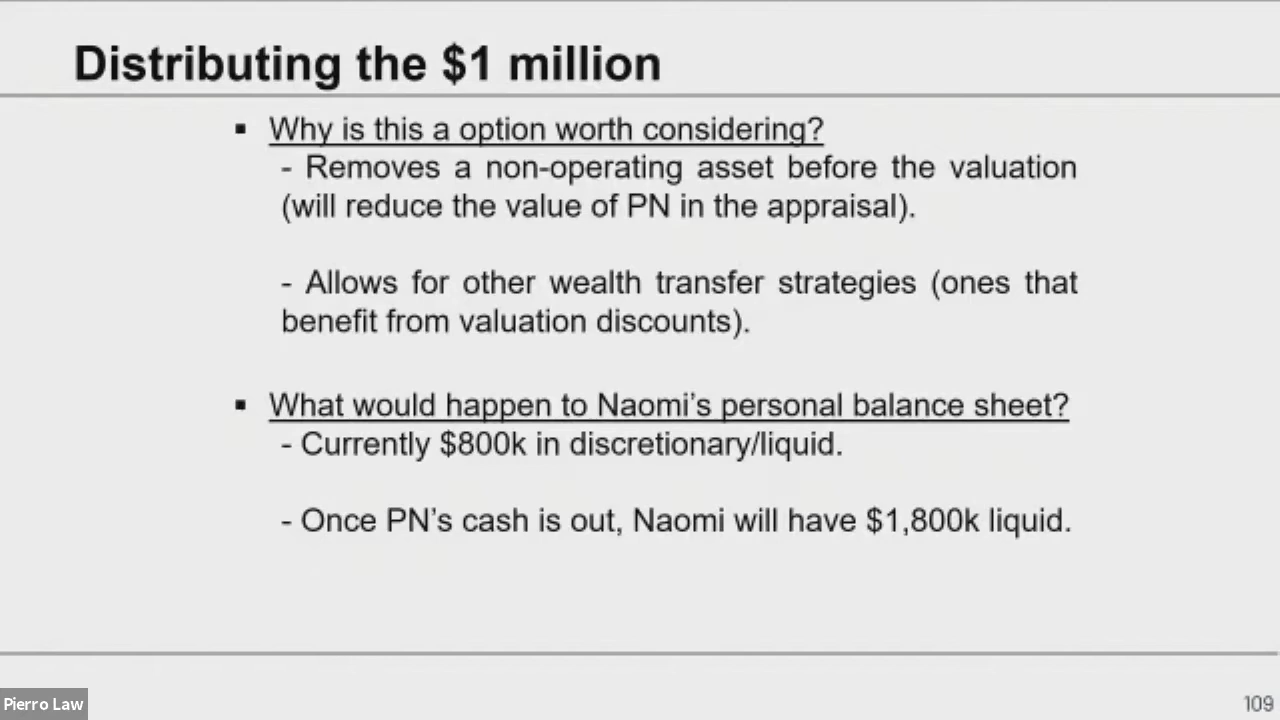 Distributing the $1 million
▪ Why is this a option worth considering?
- Removes a non-operating asset before the valuation
(will reduce the value of PN in the appraisal).
- Allows for other wealth transfer strategies (ones that
benefit from valuation discounts).
▪ What would happen to Naomi’s personal balance sheet?
- Currently $800k in discretionary/liquid.
- Once PN’s cash is out, Naomi will have $1,800k liquid.
Pierro Law
109